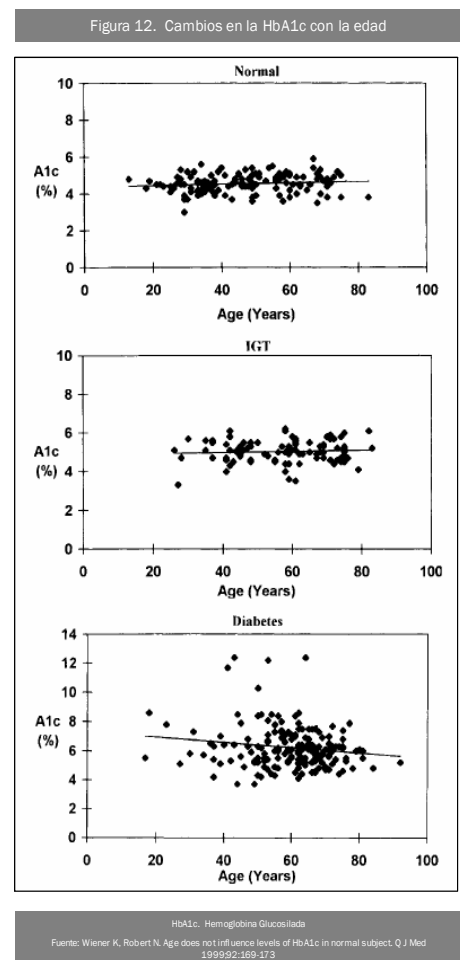 Figura 12.  Cambios en la HbA1c con la edad
Normal
10
8
6
A1c
(%)
4
2
0
0 20 40 60 80 100
Age (Years)
IGT
10
8
6
A1c
(%)
4
2
0
0 20 40 60 80 100
Age (Years)
Diabetes
14
12
10
8
A1c
(%)
6
4
2
0
0 20 40 60 80 100
Age (Years)
HbA1c.  Hemoglobina Glucosilada
Fuente: Wiener K, Robert N. Age does not influence levels of HbA1c in normal subject. Q J Med
1999;92:169-173